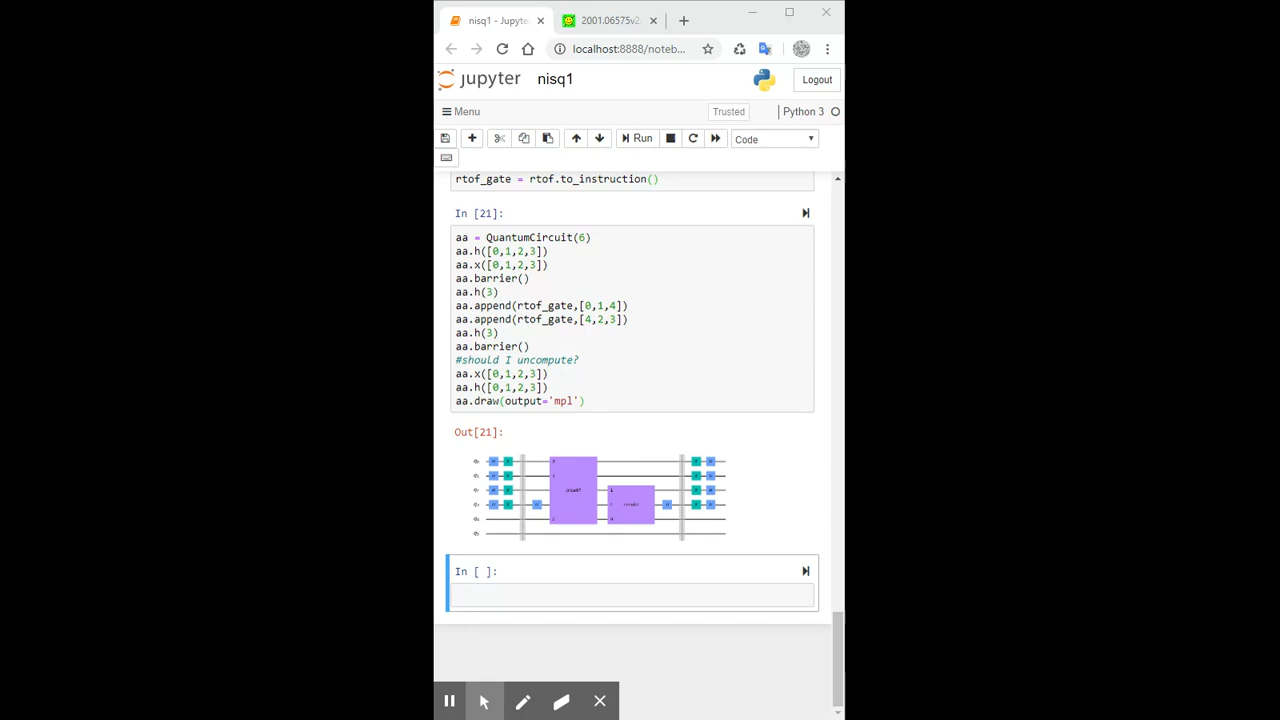 nisq1 - Jupyte
2001.06575v2
localhost:8888/noteb...
jupyter nisq1
Logout
Menu
Trusted
Python 3
Run
Code
rtof_gate = rtof.to_instruction()
In [21]:
aa = QuantumCircuit(6)
aa.h([0,1,2,3])
aa.x([0,1,2,3])
aa.barrier()
aa.h(3)
aa.append(rtof_gate,[0,1,4])
aa.append(rtof_gate,[4,2,3])
aa.h(3)
aa.barrier()
#should I uncompute?
aa.x([0,1,2,3])
aa.h([0,1,2,3])
aa.draw(output='mpl')
Out[21]:
In [ ]: